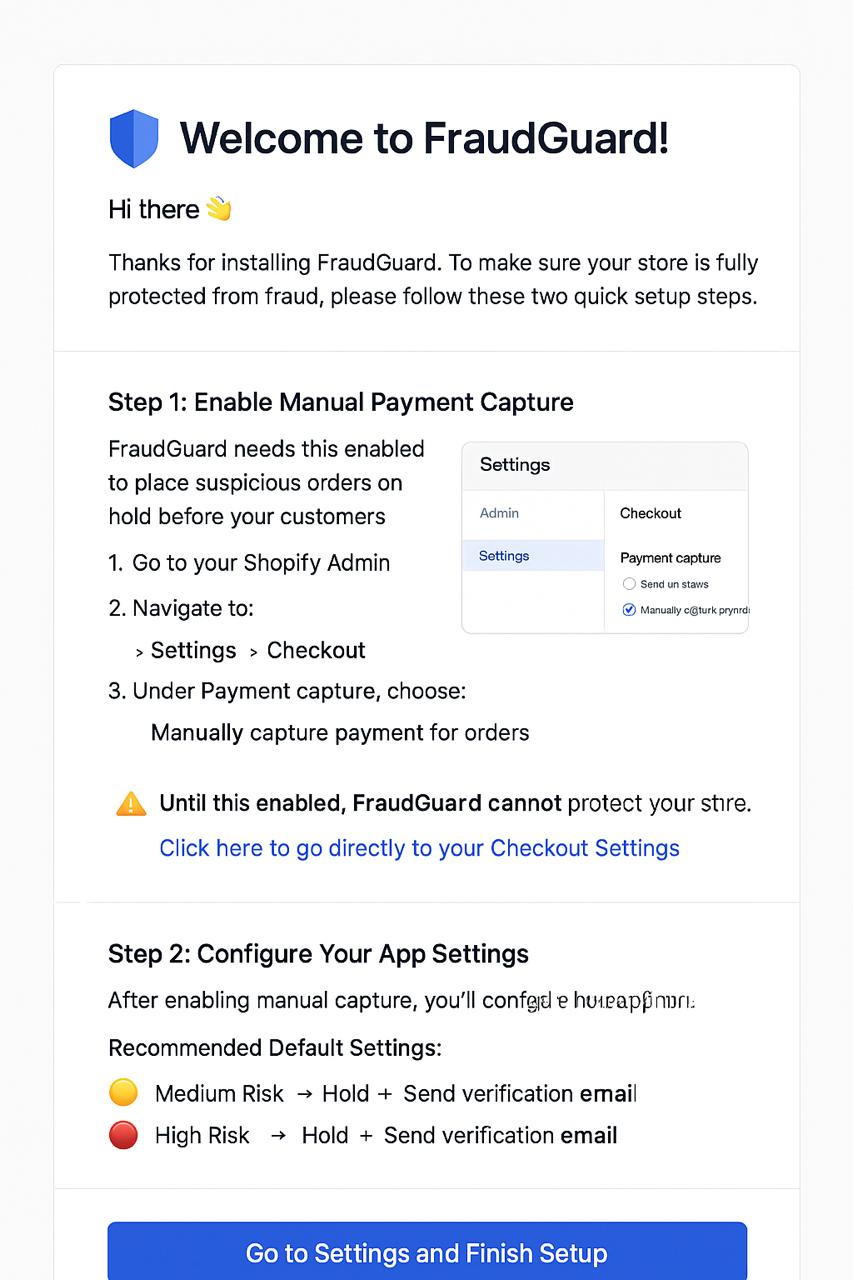 Welcome to FraudGuard!
Hi there 👋
Thanks for installing FraudGuard. To make sure your store is fully
protected from fraud, please follow these two quick setup steps.
Step 1: Enable Manual Payment Capture
FraudGuard needs this enabled
to place suspicious orders on
hold before your customers
1. Go to your Shopify Admin
2. Navigate to:
> Settings > Checkout
3. Under Payment capture, choose:
Manually capture payment for orders
Settings
Admin
Settings
Checkout
Payment capture
Send un staws
Manually c@turk
⚠️ Until this enabled, FraudGuard cannot protect your
Click here to go directly to your Checkout Settings
Step 2: Configure Your App Settings
After enabling manual capture, you’ll
Recommended Default Settings:
🟡 Medium Risk → Hold + Send verification email
🔴 High Risk → Hold + Send verification email
Go to Settings and Finish Setup